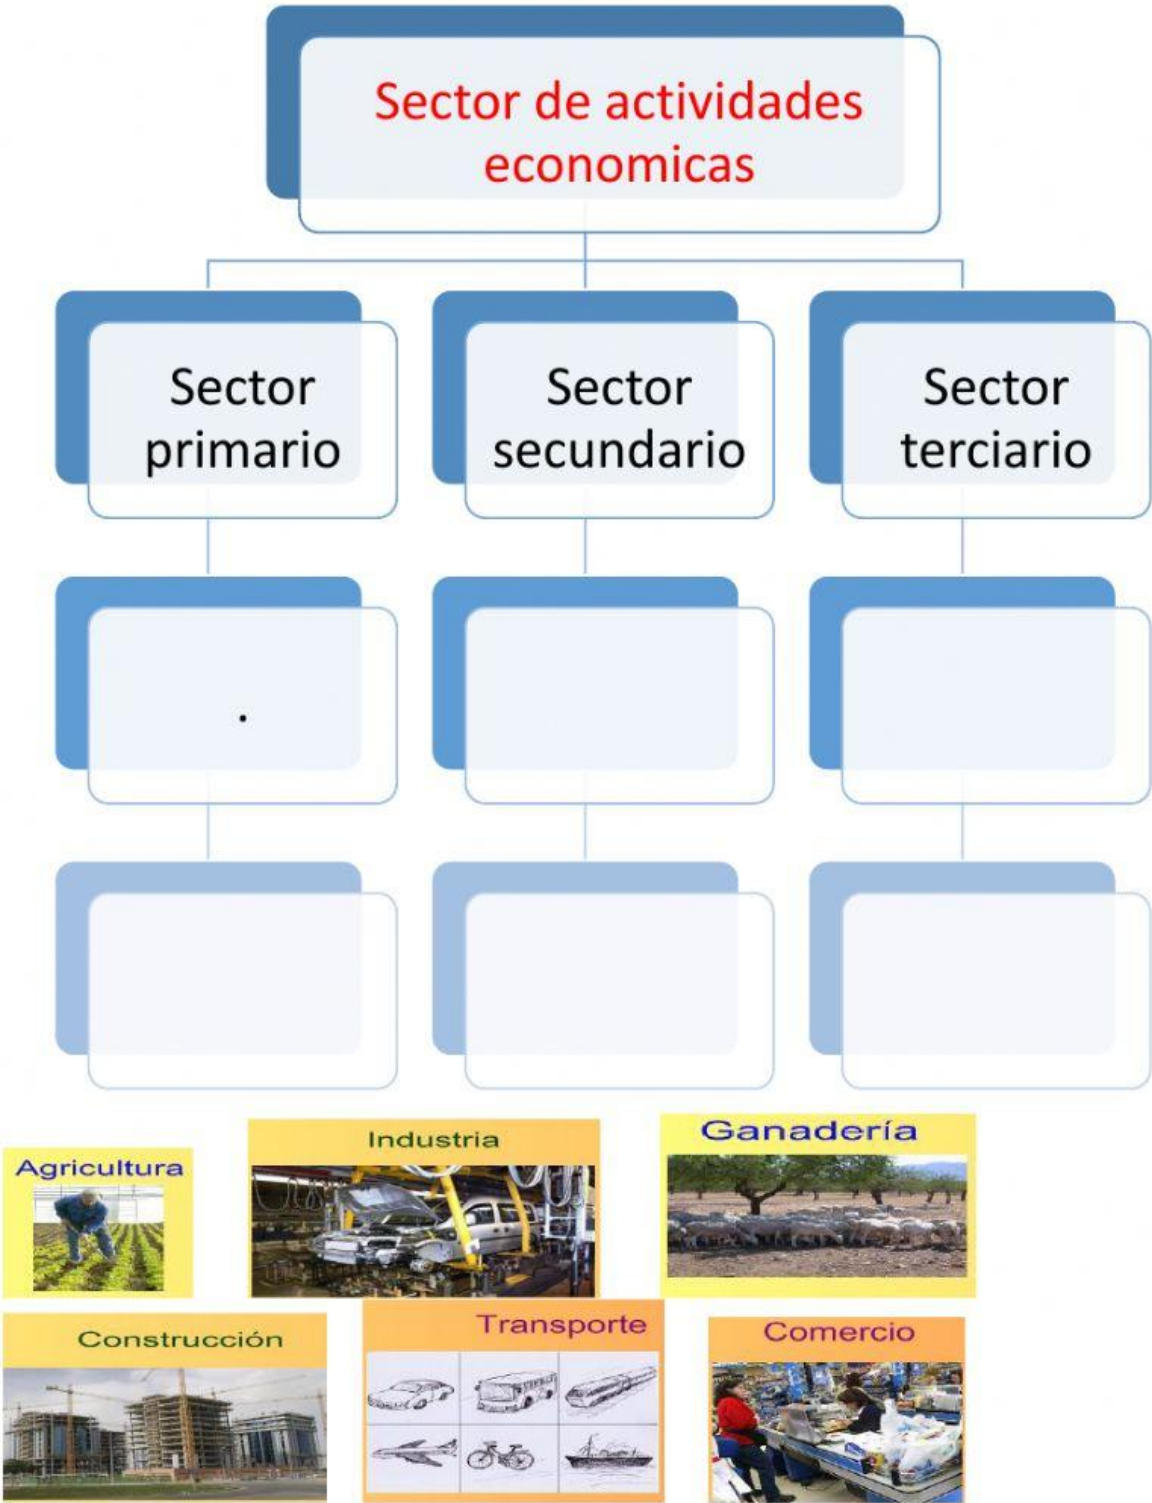 Sector de actividades
economicas
Sector
primario
Sector
secundario
Sector
terciario
.
Agricultura
Industria
Ganadería
Construcción
Transporte
Comercio